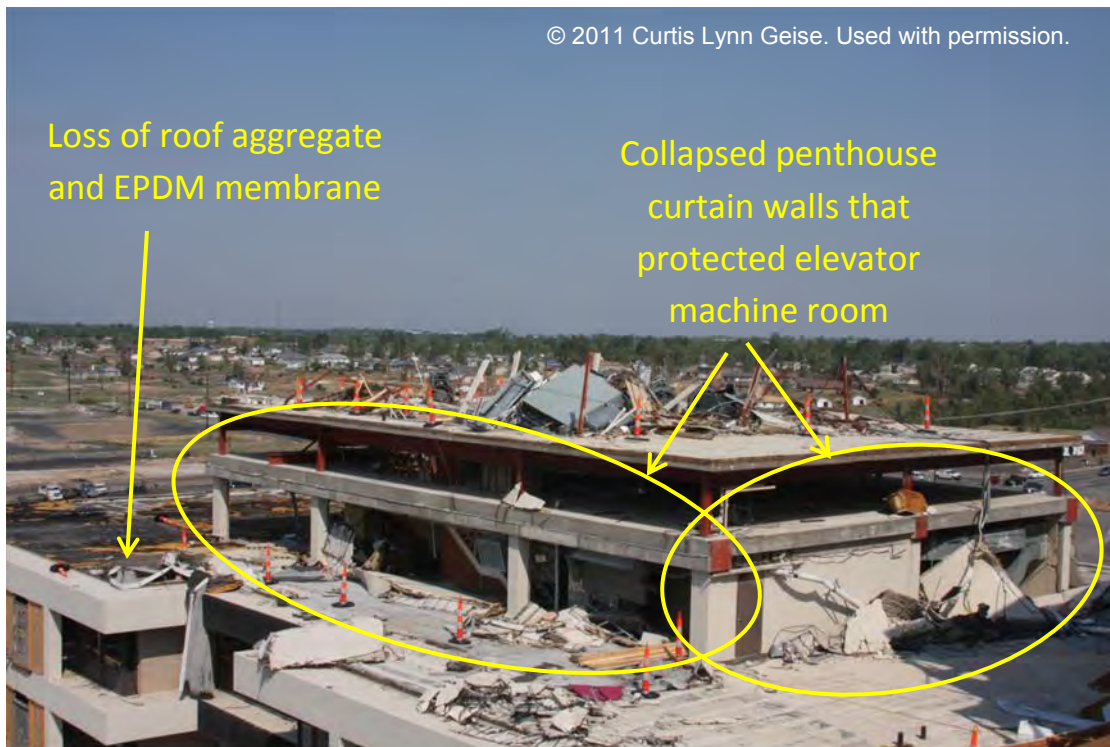 © 2011 Curtis Lynn Geise. Used with permission.
Loss of roof aggregate
and EPDM membrane
Collapsed penthouse
curtain walls that
protected elevator
machine room